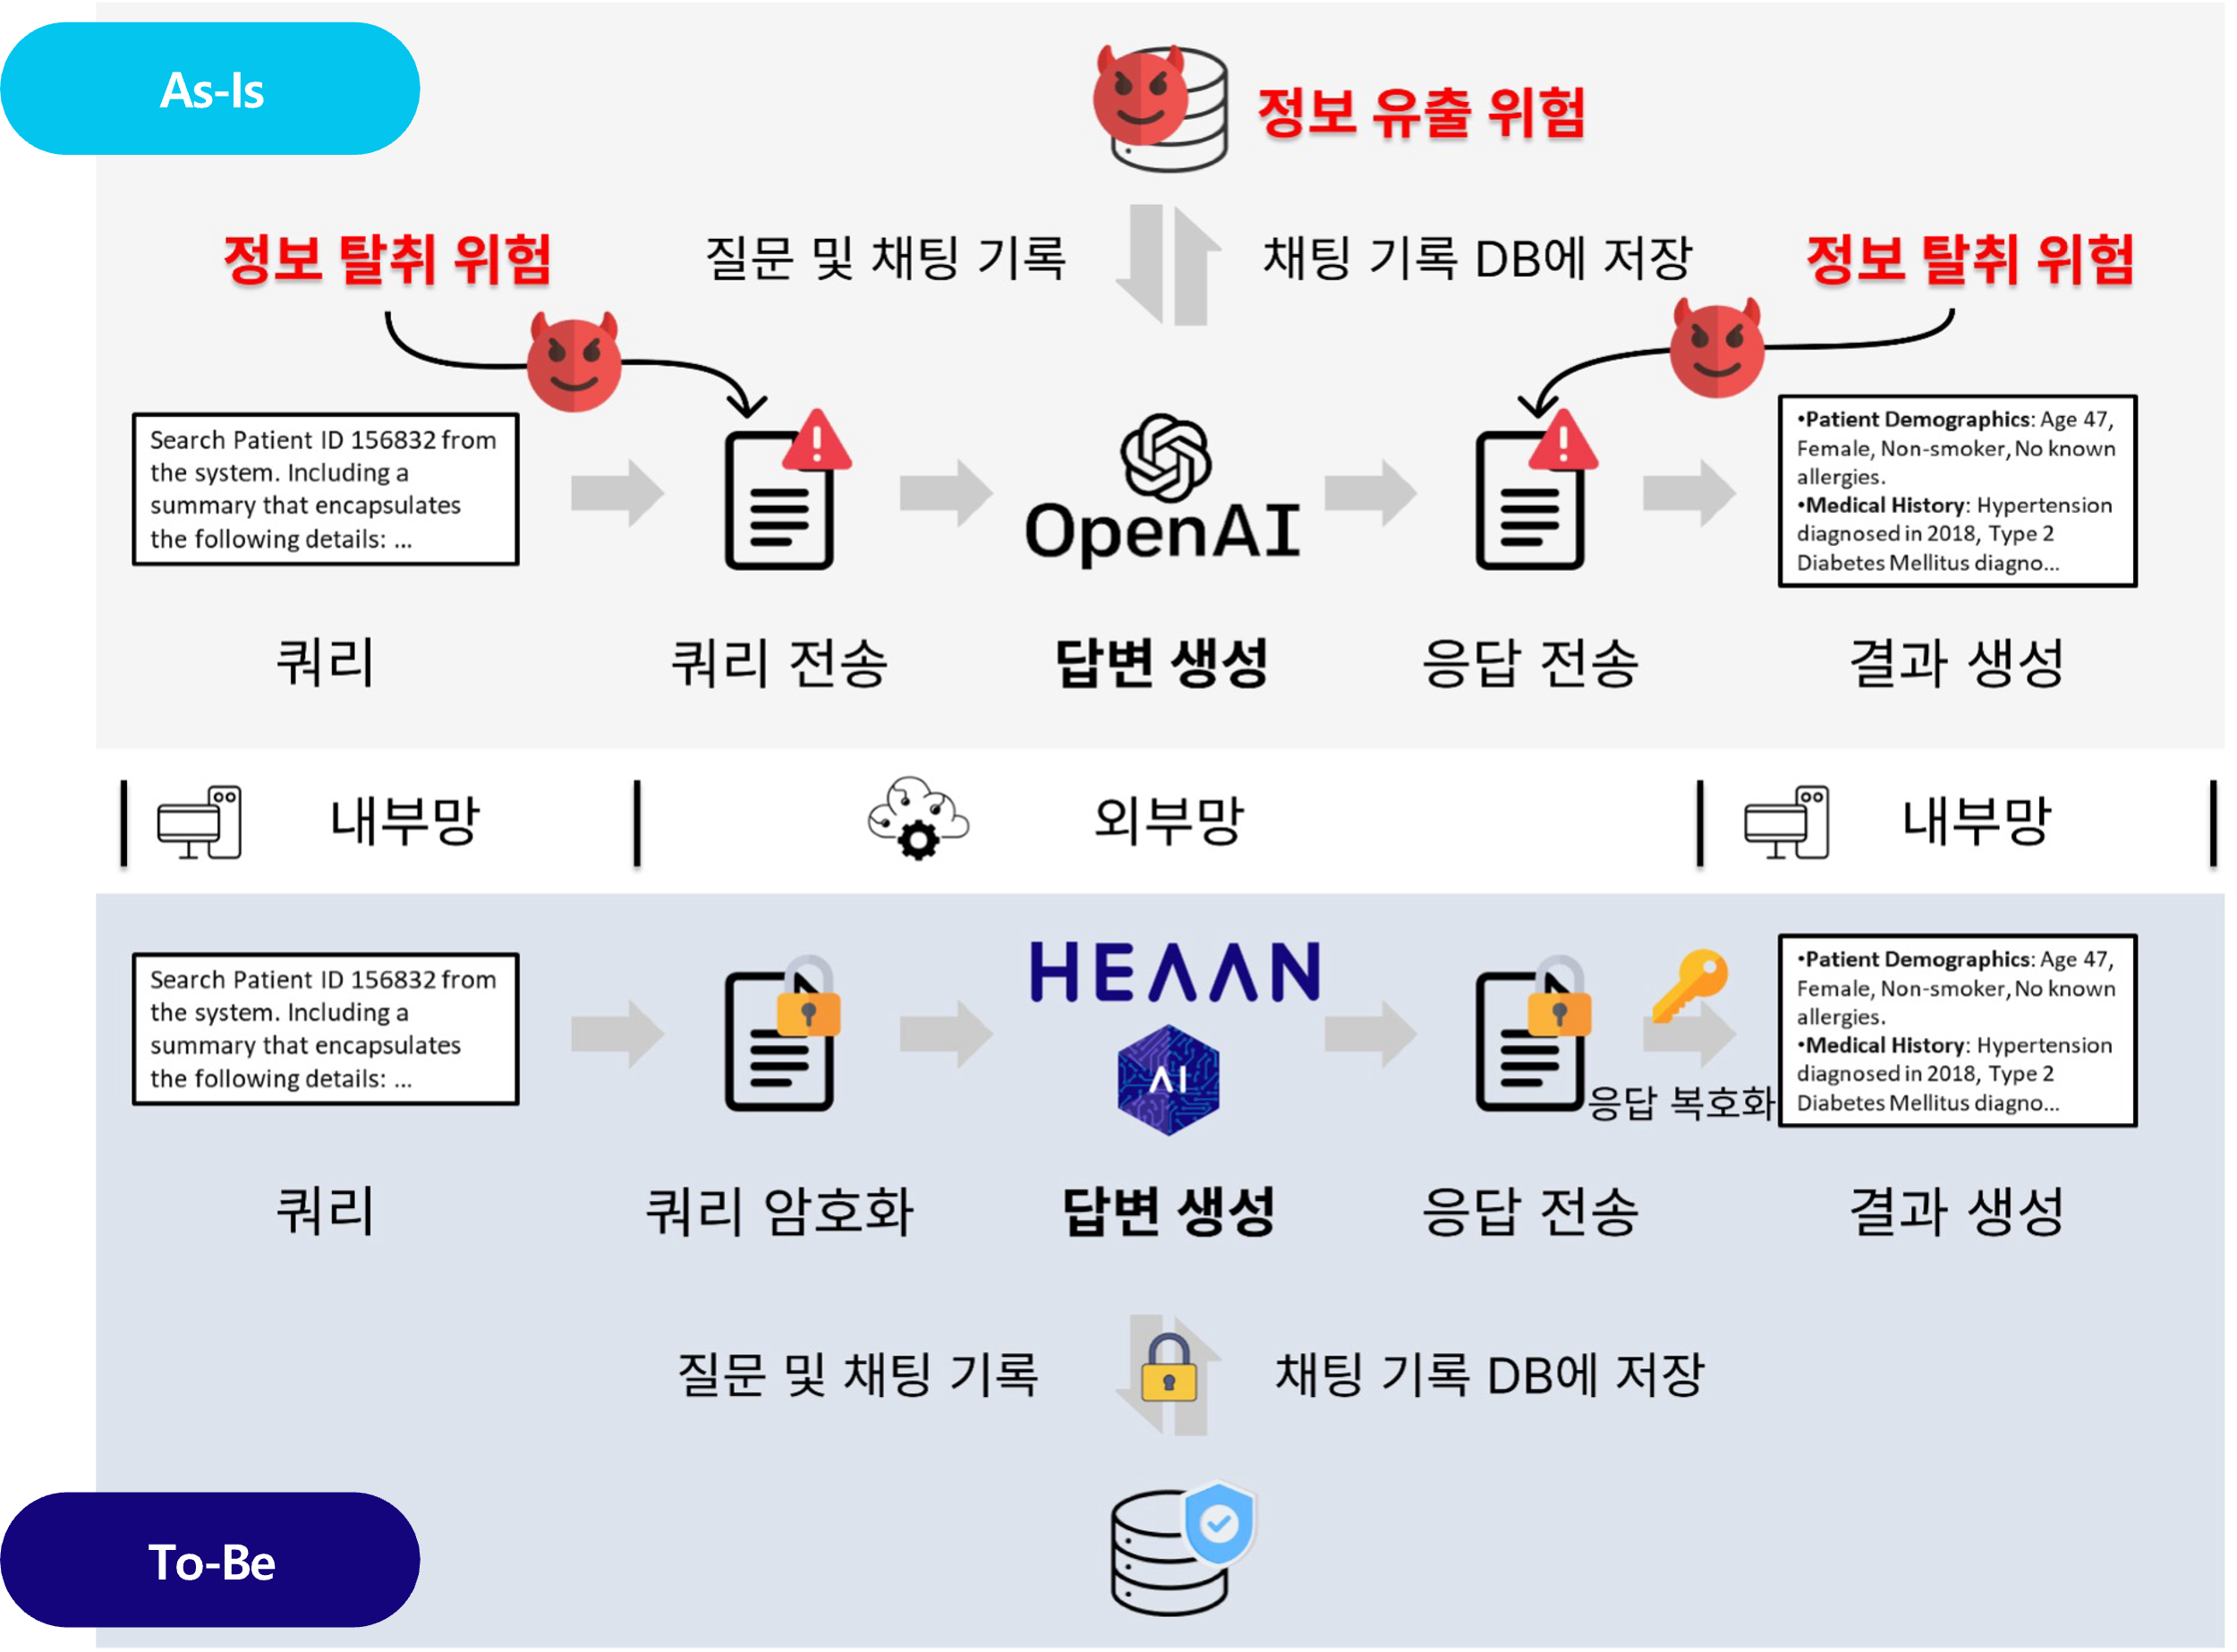 As-Is
정보 유출 위험
정보 탈취 위험
질문 및 채팅 기록
채팅 기록 DB에 저장
정보 탈취 위험
Search Patient ID 156832 from
the system. Including a
summary that encapsulates
the following details: ...
OpenAI
•Patient Demographics: Age 47,
Female, Non-smoker, No known
allergies.
•Medical History: Hypertension
diagnosed in 2018, Type 2
Diabetes Mellitus diagno...
쿼리
쿼리 전송
답변 생성
응답 전송
결과 생성
내부망
외부망
내부망
Search Patient ID 156832 from
the system. Including a
summary that encapsulates
the following details: ...
HEAAN
AI
응답 복호화
•Patient Demographics: Age 47,
Female, Non-smoker, No known
allergies.
•Medical History: Hypertension
diagnosed in 2018, Type 2
Diabetes Mellitus diagno...
쿼리
쿼리 암호화
답변 생성
응답 전송
결과 생성
질문 및 채팅 기록
채팅 기록 DB에 저장
To-Be